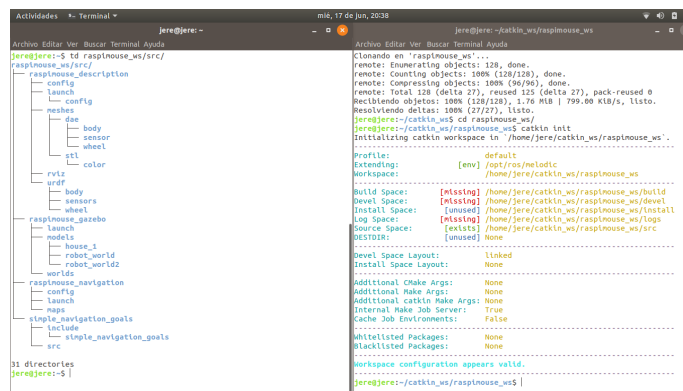 Actividades Terminal ▾ mié, 17 de jun, 20:38
jere@jere: ~
Archivo Editar Ver Buscar Terminal Ayuda
jere@jere:~$ td raspimouse_ws/src/
raspimouse_ws/src/
├── raspimouse_description
│   ├── config
│   ├── launch
│   │   └── config
│   ├── meshes
│   │   ├── dae
│   │   │   ├── body
│   │   │   ├── sensor
│   │   │   └── wheel
│   │   └── stl
│   │       └── color
│   ├── rviz
│   └── urdf
│       ├── body
│       ├── sensors
│       └── wheel
├── raspimouse_gazebo
│   ├── launch
│   ├── models
│   │   ├── house_1
│   │   ├── robot_world
│   │   └── robot_world2
│   └── worlds
├── raspimouse_navigation
│   ├── config
│   ├── launch
│   └── maps
└── simple_navigation_goals
    ├── include
    │   └── simple_navigation_goals
    └── src
31 directories
jere@jere:~$
jere@jere: ~/catkin_ws/raspimouse_ws
Archivo Editar Ver Buscar Terminal Ayuda
Clonando en 'raspimouse_ws'...
remote: Enumerating objects: 128, done.
remote: Counting objects: 100% (128/128), done.
remote: Compressing objects: 100% (96/96), done.
remote: Total 128 (delta 27), reused 125 (delta 27), pack-reused 0
Recibiendo objetos: 100% (128/128), 1.76 MiB | 799.00 KiB/s, listo.
Resolviendo deltas: 100% (27/27), listo.
jere@jere:~/catkin_ws$ cd raspimouse_ws/
jere@jere:~/catkin_ws/raspimouse_ws$ catkin init
Initializing catkin workspace in `/home/jere/catkin_ws/raspimouse_ws`.
Profile: default
Extending: [env] /opt/ros/melodic
Workspace: /home/jere/catkin_ws/raspimouse_ws
Build Space: [missing] /home/jere/catkin_ws/raspimouse_ws/build
Devel Space: [missing] /home/jere/catkin_ws/raspimouse_ws/devel
Install Space: [unused] /home/jere/catkin_ws/raspimouse_ws/install
Log Space: [missing] /home/jere/catkin_ws/raspimouse_ws/logs
Source Space: [exists] /home/jere/catkin_ws/raspimouse_ws/src
DESTDIR: [unused] None
Devel Space Layout: linked
Install Space Layout: None
Additional CMake Args: None
Additional Make Args: None
Additional catkin Make Args: None
Internal Make Job Server: True
Cache Job Environments: False
Whitelisted Packages: None
Blacklisted Packages: None
Workspace configuration appears valid.
jere@jere:~/catkin_ws/raspimouse_ws$